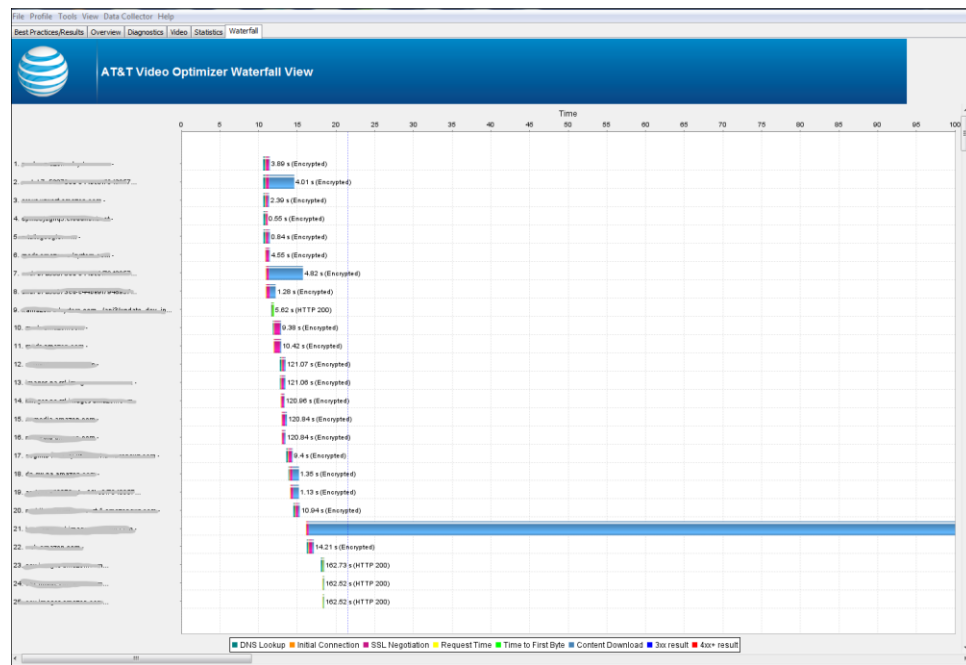 File Profile Tools View Data Collector Help
Best Practices/Results Overview Diagnostics Video Statistics Waterfall
AT&T Video Optimizer Waterfall View
Time
0 5 10 15 20 25 30 35 40 45 50 55 60 65 70 75 80 85 90 95 100
1. 3.89 s (Encrypted)
2. 4.01 s (Encrypted)
3. 2.39 s (Encrypted)
4. 0.55 s (Encrypted)
5. 0.84 s (Encrypted)
6. 4.55 s (Encrypted)
7. 4.82 s (Encrypted)
8. 1.28 s (Encrypted)
9. 5.62 s (HTTP 200)
10. 9.38 s (Encrypted)
11. 10.42 s (Encrypted)
12. 121.07 s (Encrypted)
13. 121.06 s (Encrypted)
14. 120.96 s (Encrypted)
15. 120.84 s (Encrypted)
16. 120.84 s (Encrypted)
17. 9.4 s (Encrypted)
18. 1.35 s (Encrypted)
19. 1.13 s (Encrypted)
20. 10.94 s (Encrypted)
21.
22. 14.21 s (Encrypted)
23. 162.73 s (HTTP 200)
24. 162.52 s (HTTP 200)
25. 162.52 s (HTTP 200)
DNS Lookup Initial Connection SSL Negotiation Request Time Time to First Byte Content Download 3xx result 4xx+ result